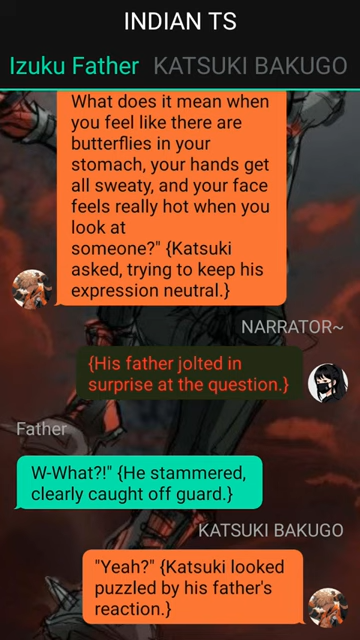 INDIAN TS
Izuku Father KATSUKI BAKUGO
What does it mean when
you feel like there are
butterflies in your
stomach, your hands get
all sweaty, and your face
feels really hot when you
look at
someone?" {Katsuki
asked, trying to keep his
expression neutral.}
NARRATOR~
{His father jolted in
surprise at the question.}
Father
W-What?!" {He stammered,
clearly caught off guard.}
KATSUKI BAKUGO
"Yeah?" {Katsuki looked
puzzled by his father's
reaction.}